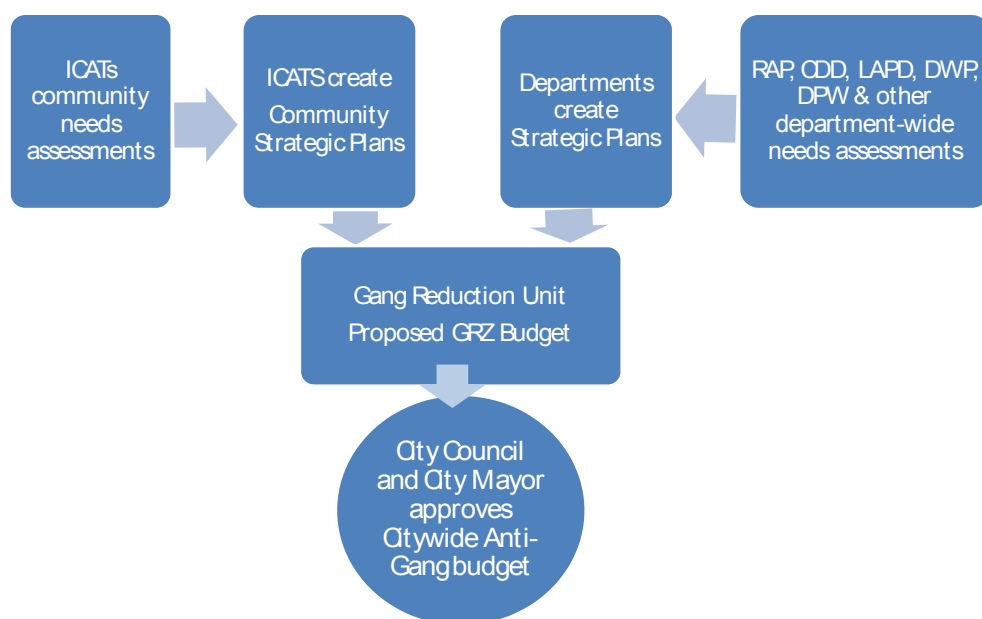 ICATs
community
needs
assessments
ICATS create
Community
Strategic Plans
Departments
create
Strategic Plans
RAP, CDD, LAPD, DWP,
DPW & other
department-wide
needs assessments
Gang Reduction Unit
Proposed GRZ Budget
City Council
and City Mayor
approves
Citywide Anti-
Gang budget